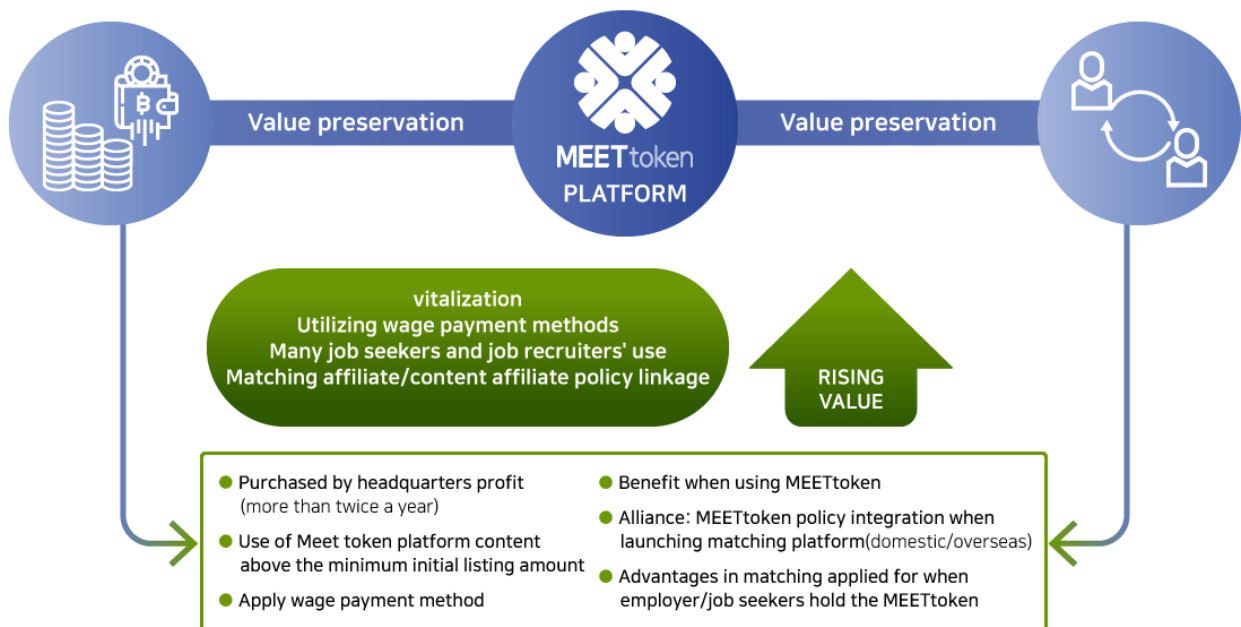 Value preservation
MEETtoken
PLATFORM
Value preservation
vitalization
Utilizing wage payment methods
Many job seekers and job recruiters' use
Matching affiliate/content affiliate policy linkage
RISING
VALUE
Purchased by headquarters profit
(more than twice a year)
Use of Meet token platform content
above the minimum initial listing amount
Apply wage payment method
Benefit when using MEETtoken
Alliance: MEETtoken policy integration when
launching matching platform(domestic/overseas)
Advantages in matching applied for when
employer/job seekers hold the MEETtoken